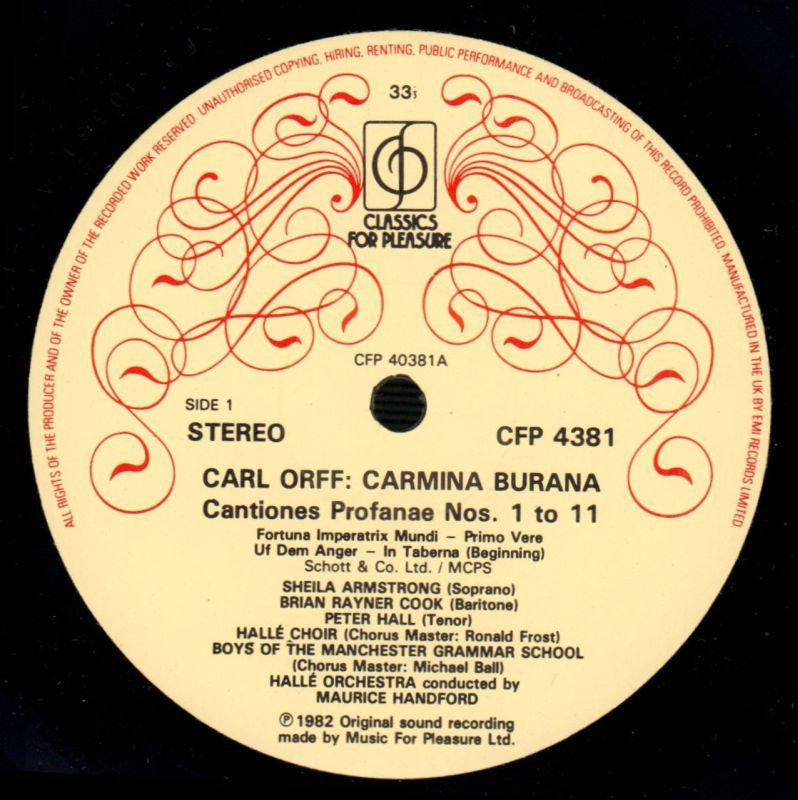 ALL RIGHTS OF THE PRODUCER AND OF THE OWNER OF THE RECORDED WORK RESERVED. UNAUTHORISED COPYING, HIRING, RENTING, PUBLIC PERFORMANCE AND BROADCASTING OF THIS RECORD PROHIBITED. MANUFACTURED IN THE UK BY EMI RECORDS LIMITED
33⅓
CLASSICS
FOR PLEASURE
CFP 40381A
SIDE 1
STEREO
CFP 4381
CARL ORFF: CARMINA BURANA
Cantiones Profanae Nos. 1 to 11
Fortuna Imperatrix Mundi – Primo Vere
Uf Dem Anger – In Taberna (Beginning)
Schott & Co. Ltd. / MCPS
SHEILA ARMSTRONG (Soprano)
BRIAN RAYNER COOK (Baritone)
PETER HALL (Tenor)
HALLÉ CHOIR (Chorus Master: Ronald Frost)
BOYS OF THE MANCHESTER GRAMMAR SCHOOL
(Chorus Master: Michael Ball)
HALLÉ ORCHESTRA conducted by
MAURICE HANDFORD
℗ 1982 Original sound recording
made by Music For Pleasure Ltd.